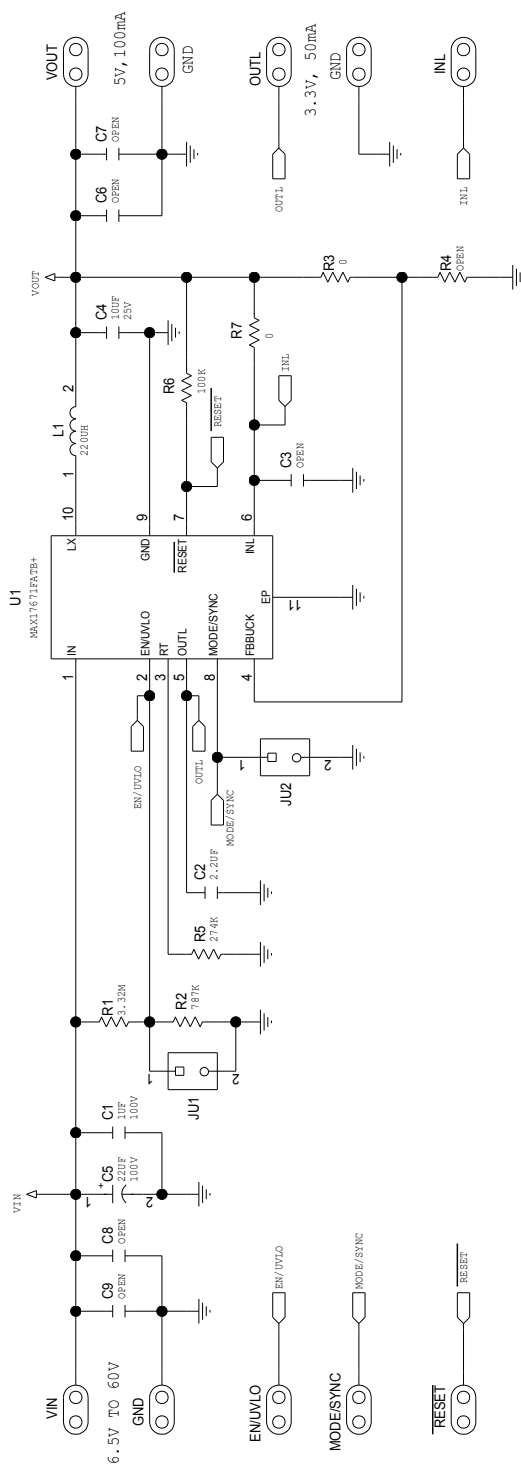 VIN
6.5V TO 60V
GND
C9
OPEN
C8
OPEN
VIN
1
+
C5
22UF
100V
2
C1
1UF
100V
R1
3.32M
R2
787K
1
JU1
2
R5
274K
C2
2.2UF
EN/UVLO
OUTL
MODE/SYNC
1
JU2
2
U1
MAX17671FATB+
1
IN
2
EN/UVLO
3
RT
5
OUTL
8
MODE/SYNC
4
FBBUCK
LX
10
GND
9
RESET
7
INL
6
EP
11
1
L1
220UH
2
C4
10UF
25V
VOUT
R6
100K
RESET
R7
0
INL
C3
OPEN
R3
0
R4
OPEN
C6
OPEN
C7
OPEN
VOUT
5V,100mA
GND
OUTL
OUTL
3.3V, 50mA
GND
INL
INL
EN/UVLO
EN/UVLO
MODE/SYNC
MODE/SYNC
RESET
RESET